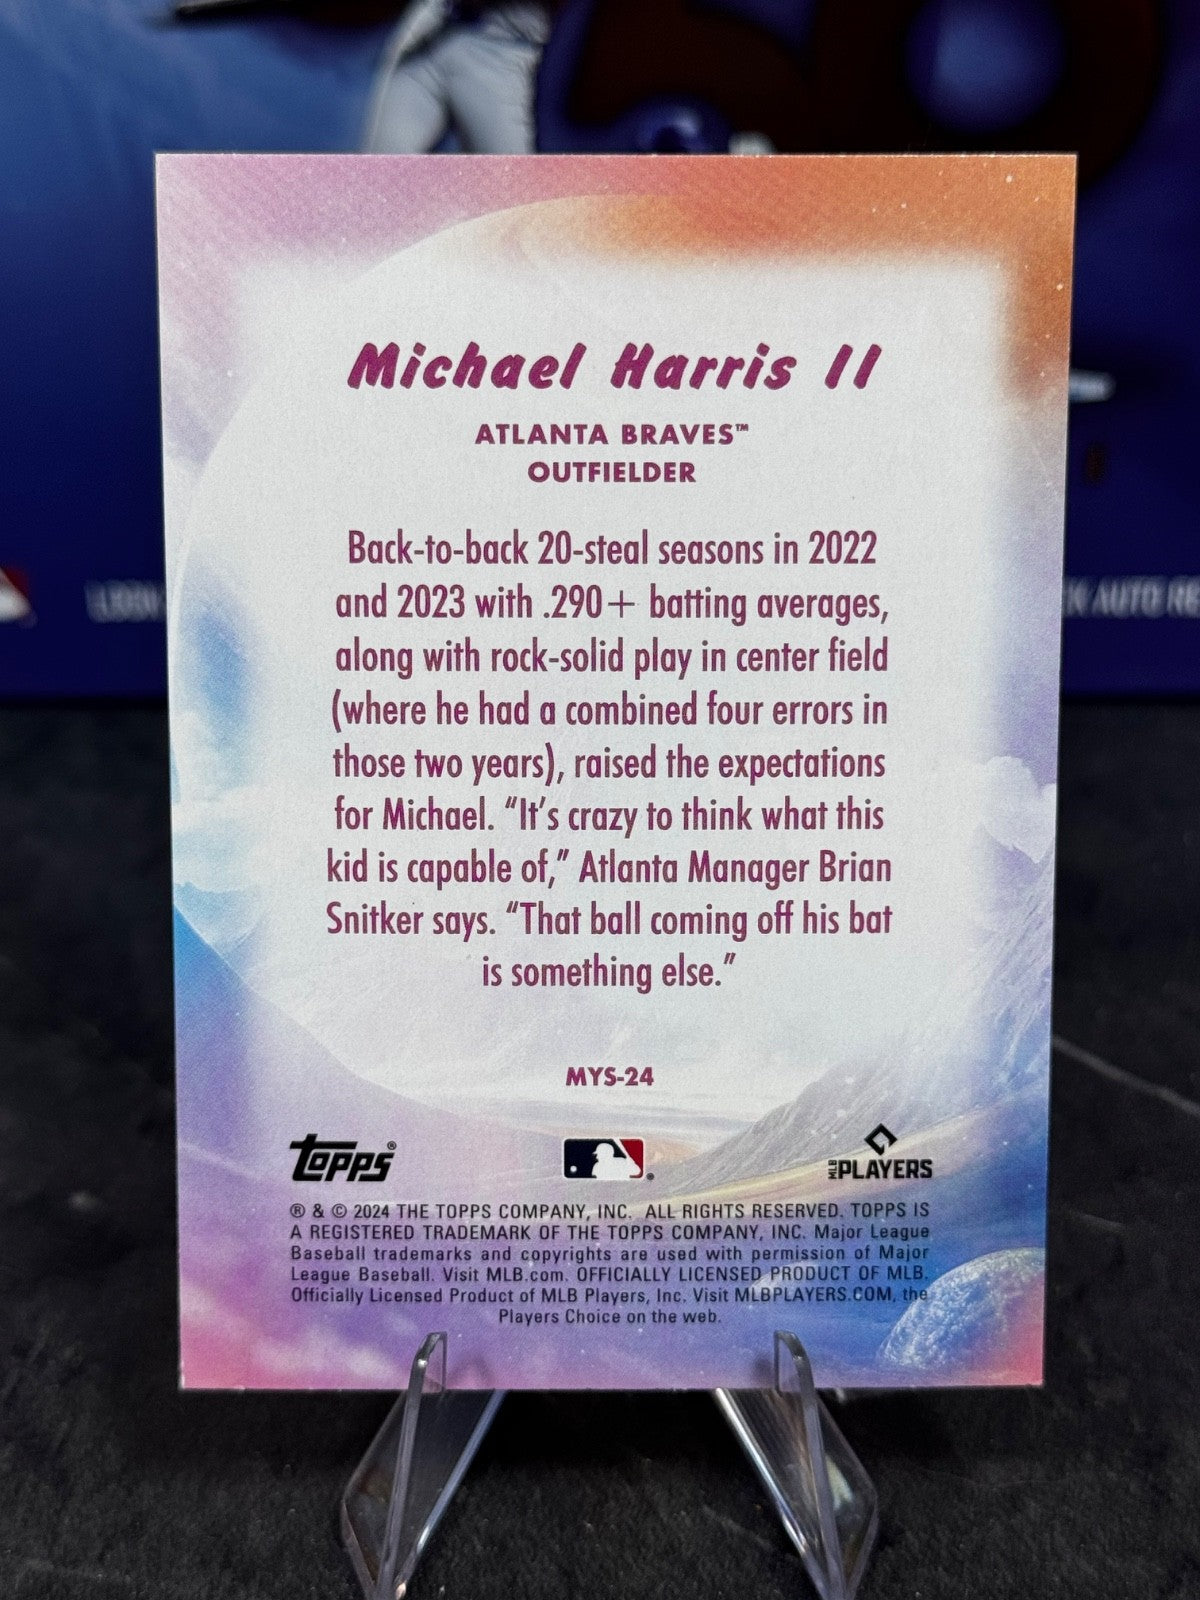 Michael Harris II
ATLANTA BRAVES™
OUTFIELDER
Back-to-back 20-steal seasons in 2022
and 2023 with .290+ batting averages,
along with rock-solid play in center field
(where he had a combined four errors in
those two years), raised the expectations
for Michael. “It’s crazy to think what this
kid is capable of,” Atlanta Manager Brian
Snitker says. “That ball coming off his bat
is something else.”
MYS-24
TOPPS®
®
MLB PLAYERS
® & © 2024 THE TOPPS COMPANY, INC. ALL RIGHTS RESERVED. TOPPS IS
A REGISTERED TRADEMARK OF THE TOPPS COMPANY, INC. Major League
Baseball trademarks and copyrights are used with permission of Major
League Baseball. Visit MLB.com. OFFICIALLY LICENSED PRODUCT OF MLB.
Officially Licensed Product of MLB Players, Inc. Visit MLBPLAYERS.COM, the
Players Choice on the web.
AUTO